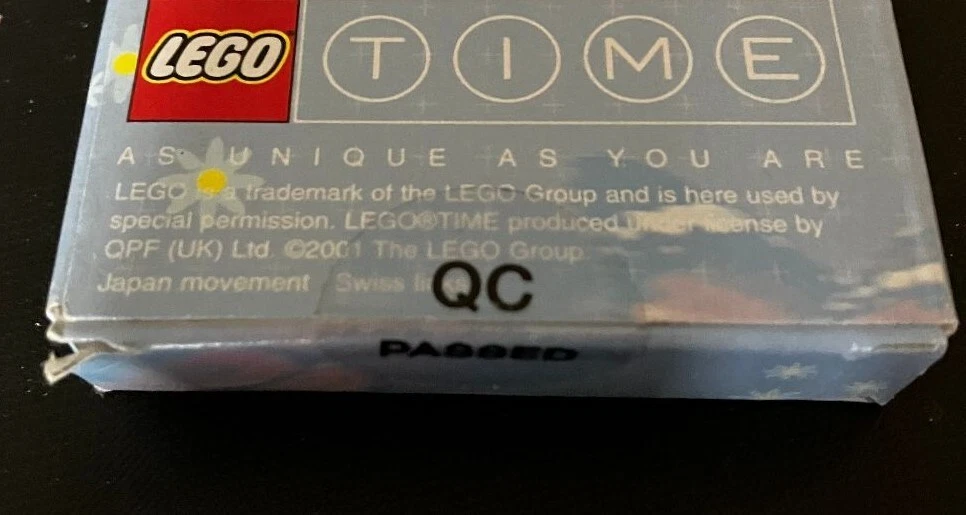 LEGO TIME
AS UNIQUE AS YOU ARE
LEGO is a trademark of the LEGO Group and is here used by
special permission. LEGO®TIME produced under license by
QPF (UK) Ltd. ©2001 The LEGO Group
Japan movement Swiss
QC
PASSED